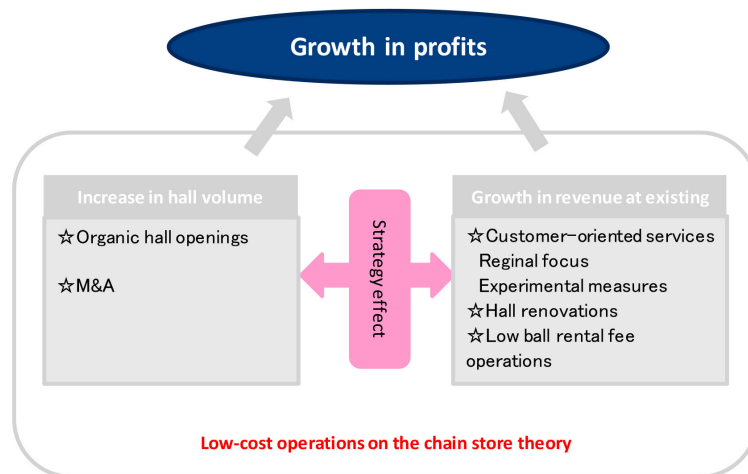 Growth in profits
Increase in hall volume
☆Organic hall openings
☆M&A
Strategy effect
Growth in revenue at existing
☆Customer-oriented services
Reginal focus
Experimental measures
☆Hall renovations
☆Low ball rental fee
operations
Low-cost operations on the chain store theory